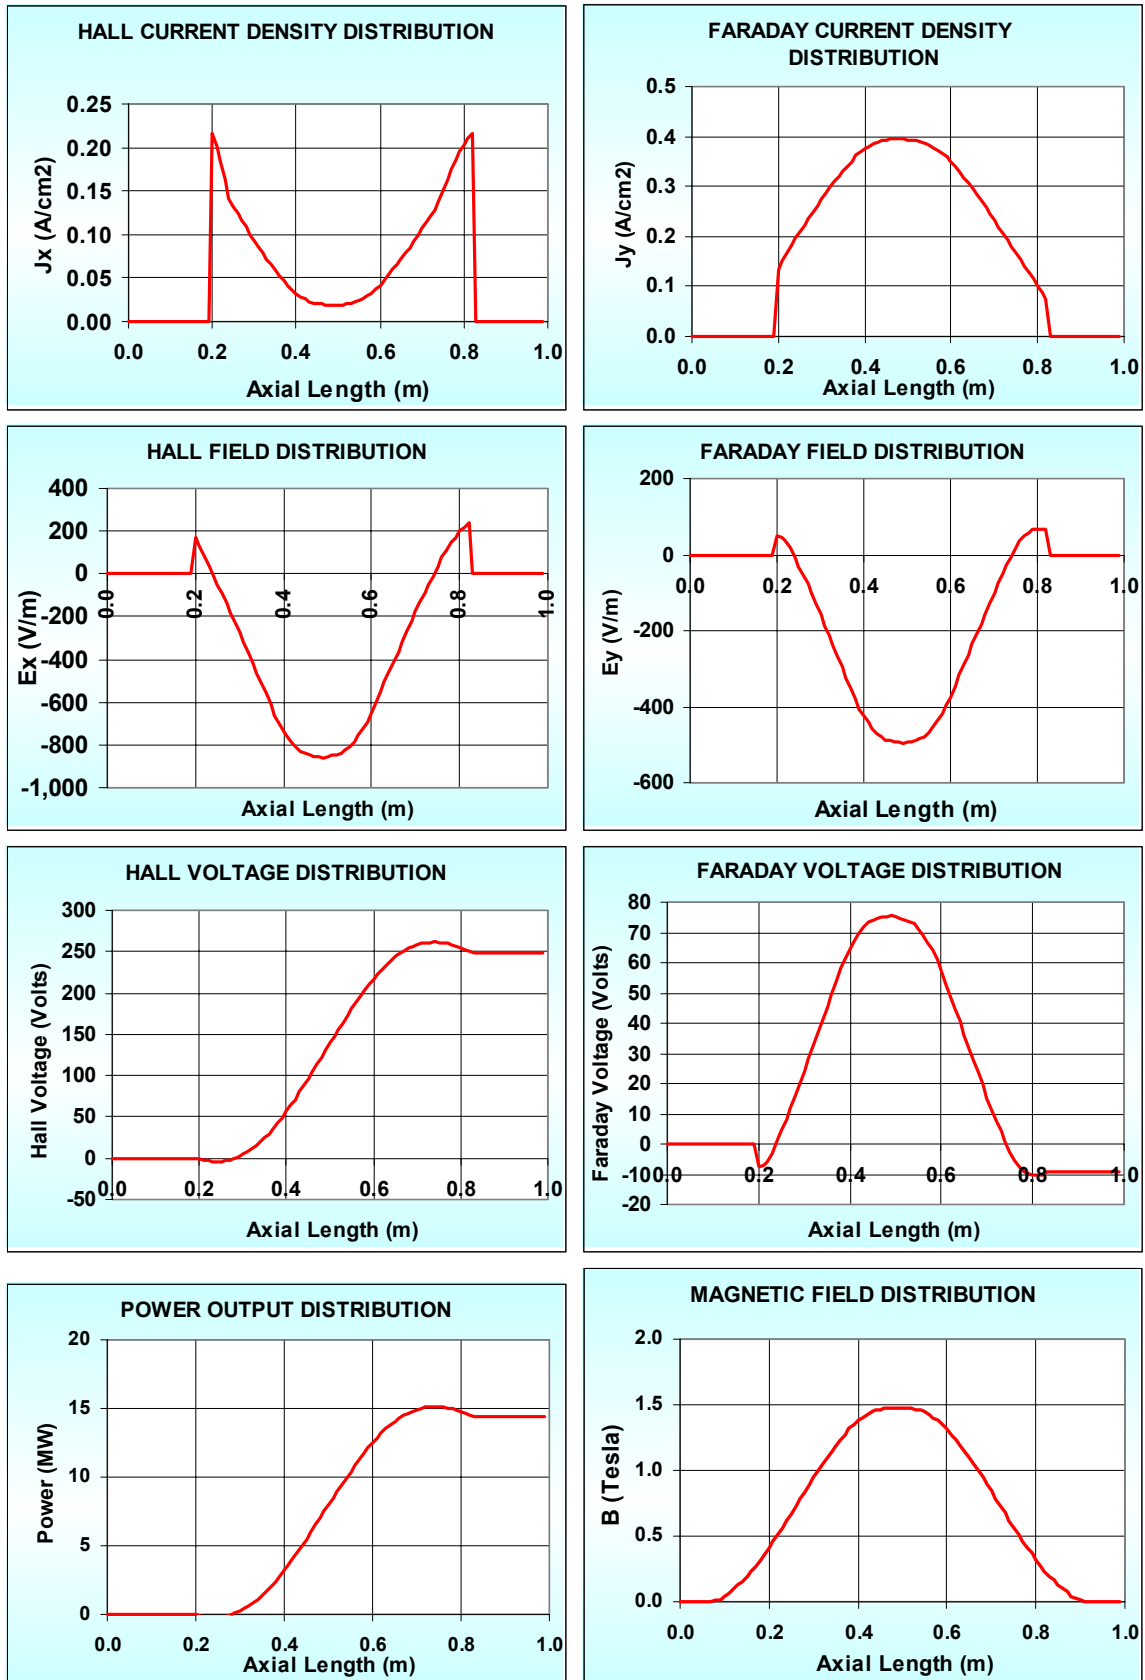 HALL CURRENT DENSITY DISTRIBUTION
0.25
0.20
0.15
0.10
0.05
0.00
Jx (A/cm2)
0.0 0.2 0.4 0.6 0.8 1.0
Axial Length (m)
FARADAY CURRENT DENSITY
DISTRIBUTION
0.5
0.4
0.3
0.2
0.1
0.0
Jy (A/cm2)
0.0 0.2 0.4 0.6 0.8 1.0
Axial Length (m)
HALL FIELD DISTRIBUTION
400
200
0
-200
-400
-600
-800
-1,000
Ex (V/m)
0.0 0.2 0.4 0.6 0.8 1.0
Axial Length (m)
FARADAY FIELD DISTRIBUTION
200
0
-200
-400
-600
Ey (V/m)
0.0 0.2 0.4 0.6 0.8 1.0
Axial Length (m)
HALL VOLTAGE DISTRIBUTION
300
250
200
150
100
50
0
-50
Hall Voltage (Volts)
0.0 0.2 0.4 0.6 0.8 1.0
Axial Length (m)
FARADAY VOLTAGE DISTRIBUTION
80
70
60
50
40
30
20
10
0
-10
-20
Faraday Voltage (Volts)
0.0 0.2 0.4 0.6 0.8 1.0
Axial Length (m)
POWER OUTPUT DISTRIBUTION
20
15
10
5
0
Power (MW)
0.0 0.2 0.4 0.6 0.8 1.0
Axial Length (m)
MAGNETIC FIELD DISTRIBUTION
2.0
1.5
1.0
0.5
0.0
B (Tesla)
0.0 0.2 0.4 0.6 0.8 1.0
Axial Length (m)